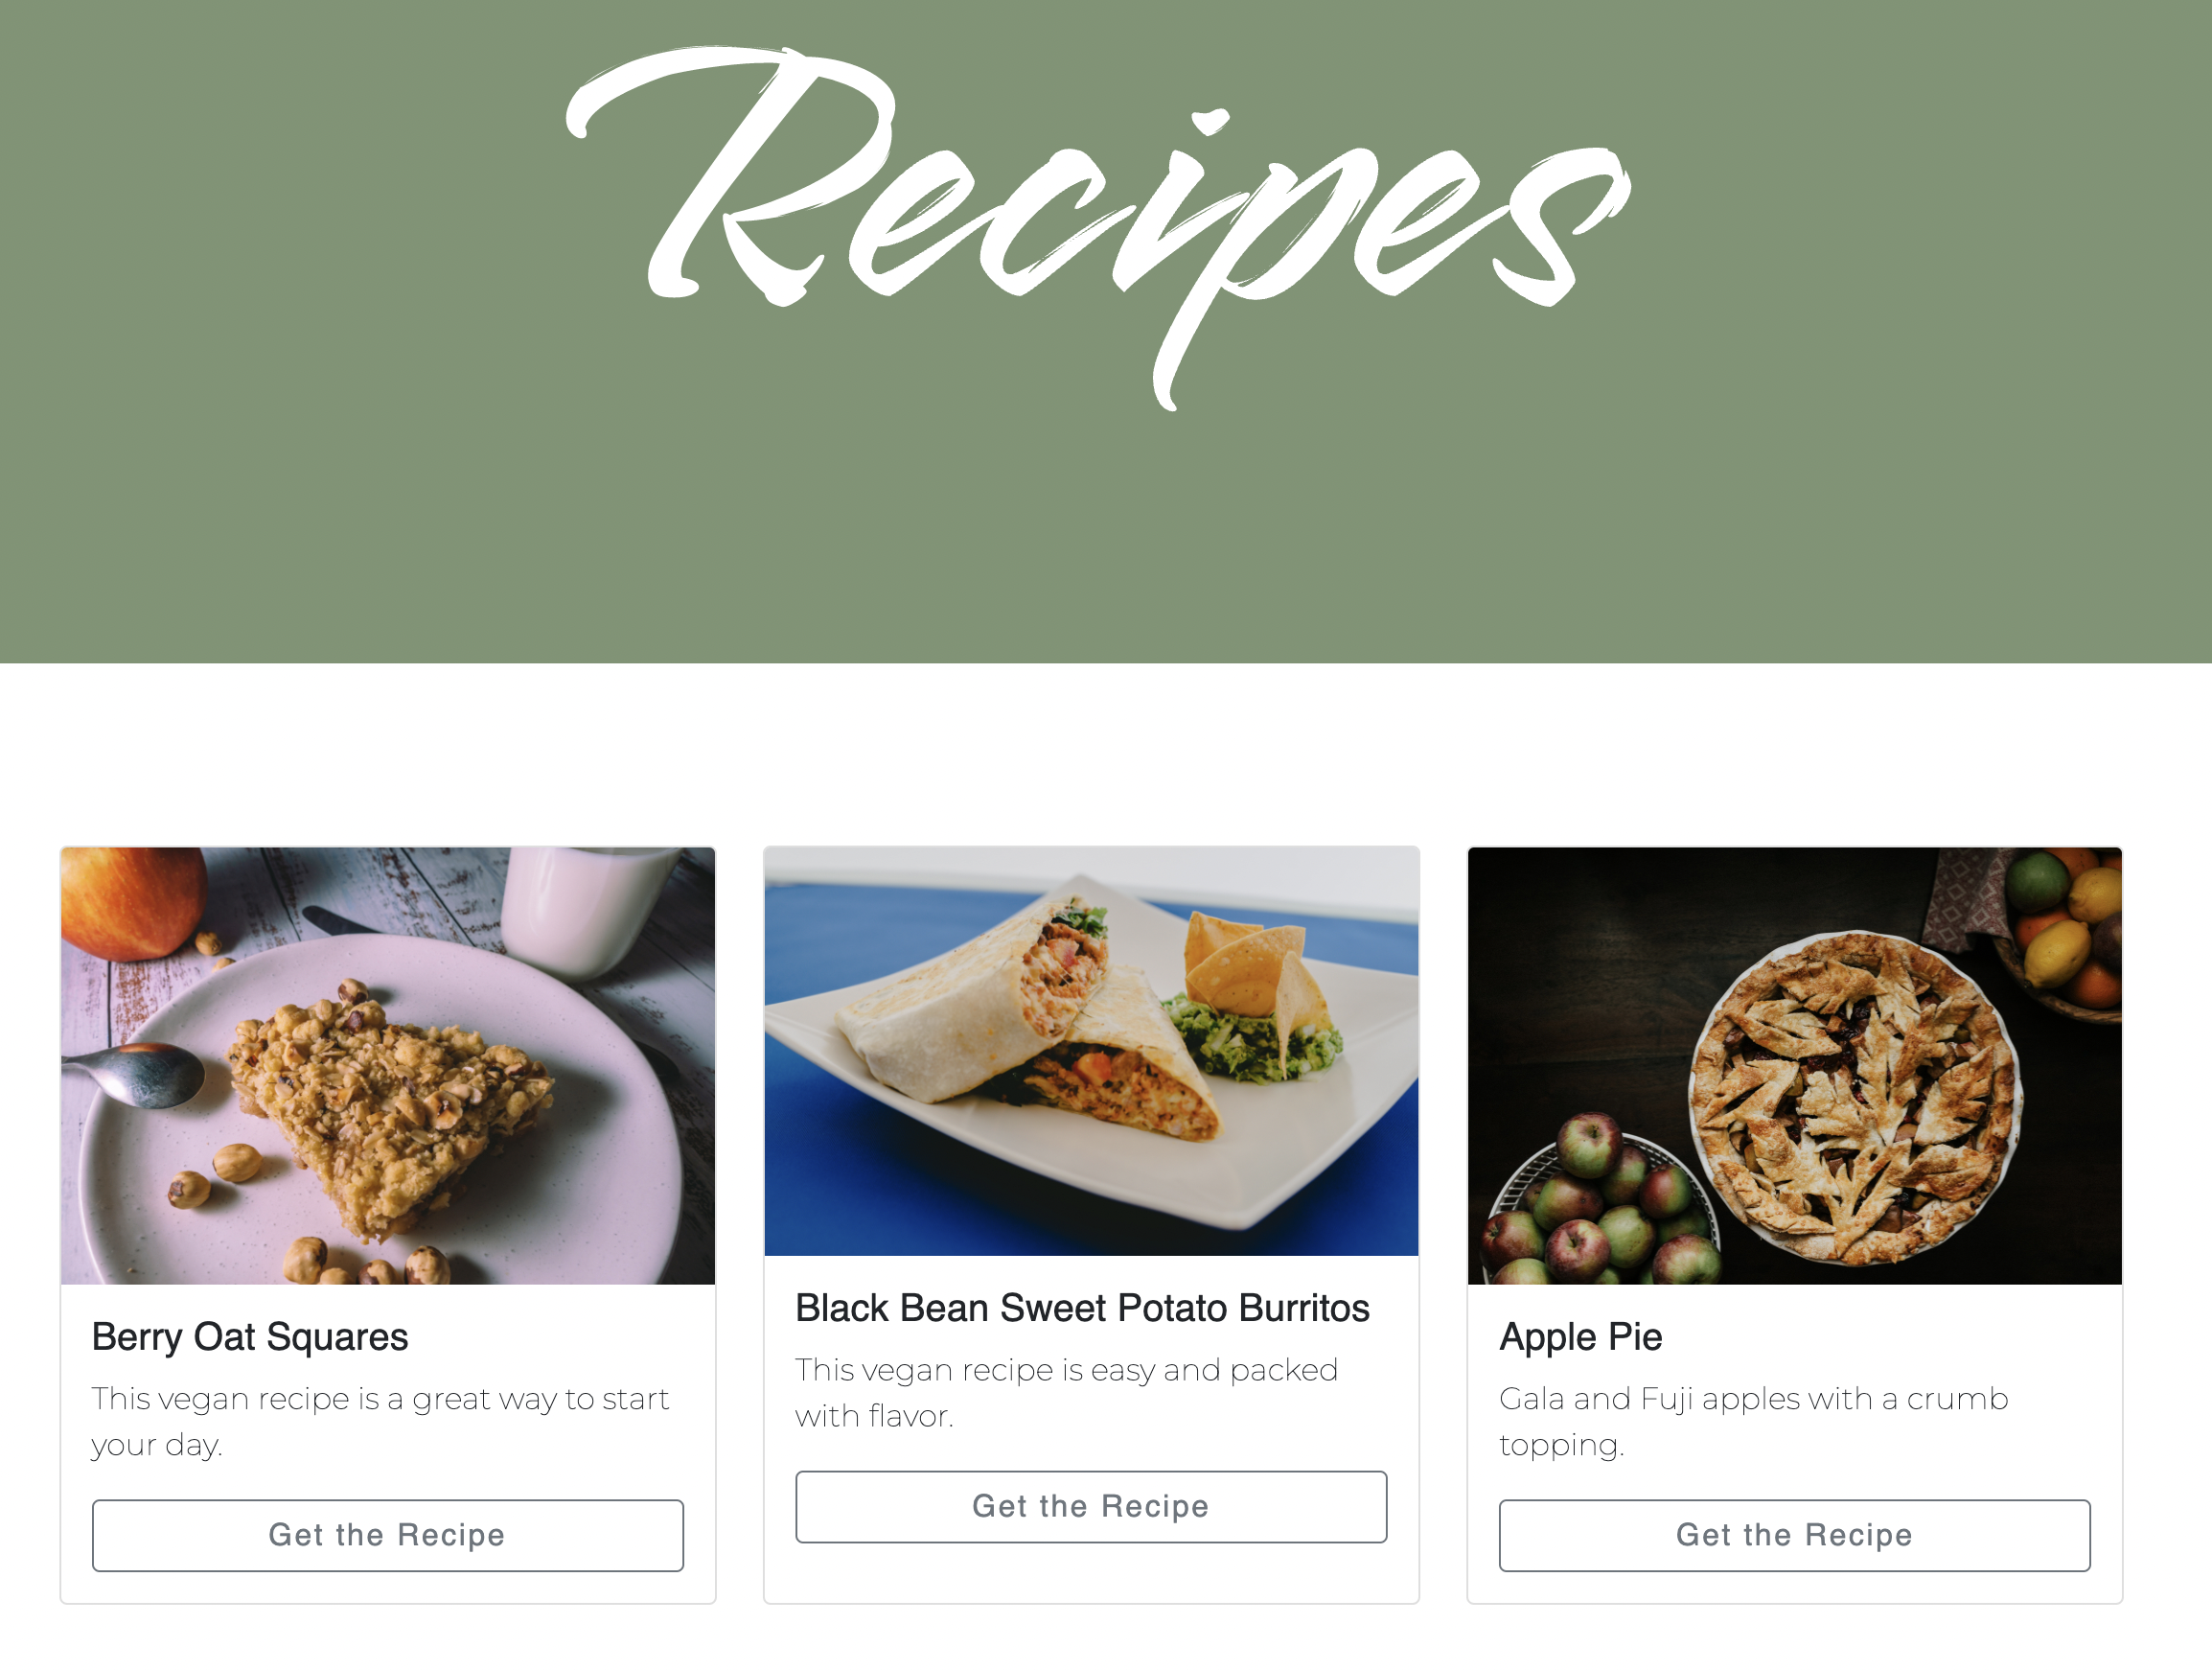 Recipes
Berry Oat Squares
This vegan recipe is a great way to start
your day.
Get the Recipe
Black Bean Sweet Potato Burritos
This vegan recipe is easy and packed
with flavor.
Get the Recipe
Apple Pie
Gala and Fuji apples with a crumb
topping.
Get the Recipe